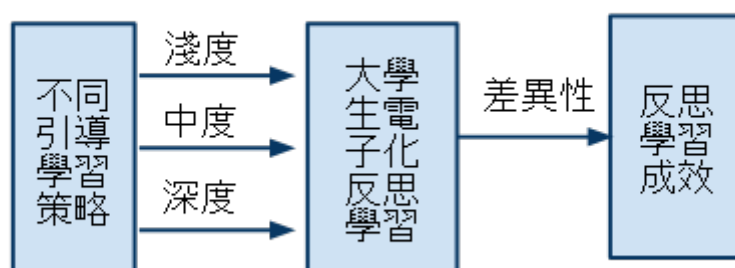 不同
引導
學習
策略
淺度
中度
深度
大學
生電
子化
反思
學習
差異性
反思
學習
成效